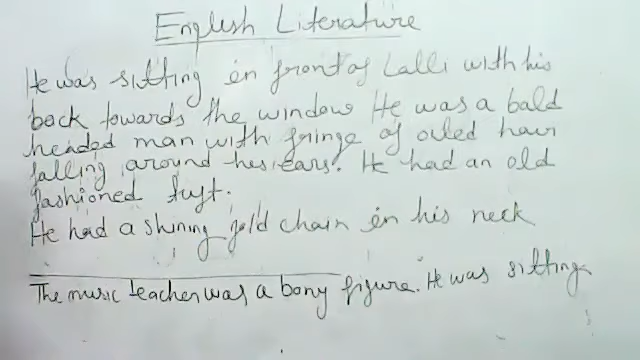 English Literature
He was sitting in front of Lalli with his
back towards the window He was a bald
headed man with fringe of oiled hair
falling around his ears. He had an old
fashioned tuft.
He had a shining gold chain in his neck
The music teacher was a bony figure. He was sitting